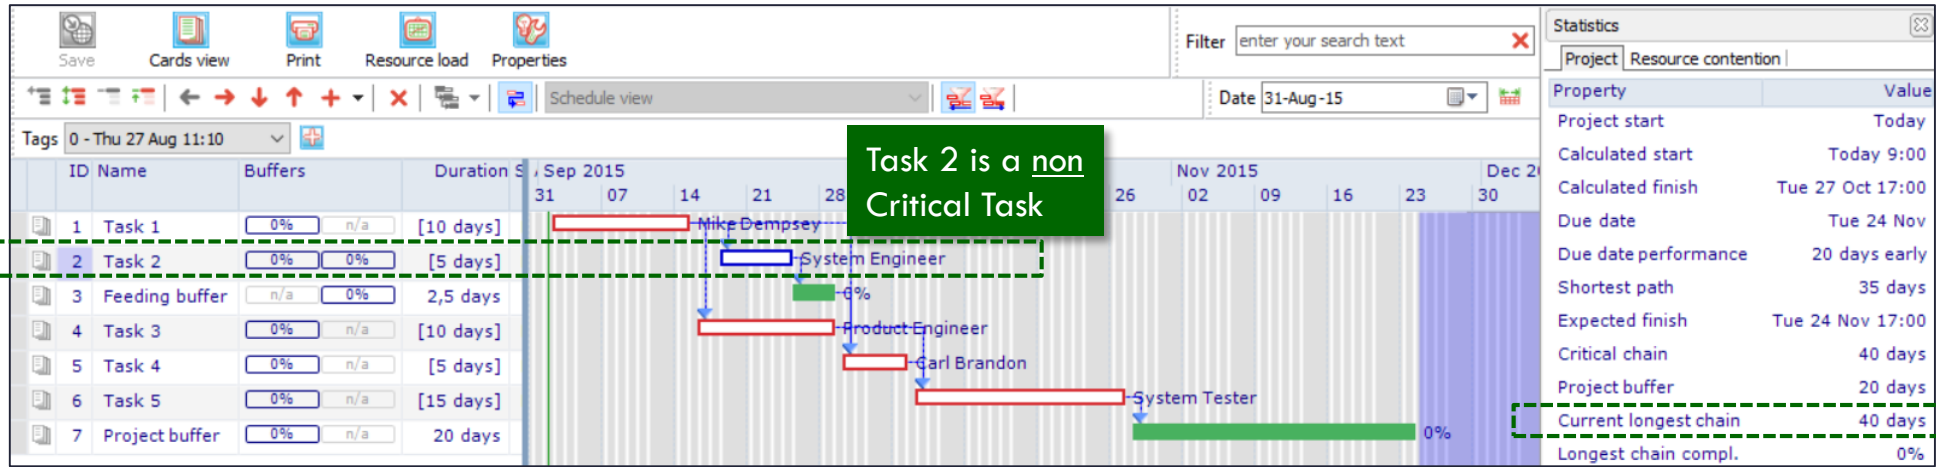 Save
Cards view
Print
Resource load
Properties
Filter
enter your search text
Schedule view
Date
31-Aug-15
Tags
0 - Thu 27 Aug 11:10
ID Name Buffers Duration S
Sep 2015 Nov 2015 Dec 2
31 07 14 21 28 26 02 09 16 23 30
Task 2 is a non
Critical Task
1 Task 1 0% n/a [10 days] Mike Dempsey
2 Task 2 0% 0% [5 days] System Engineer
3 Feeding buffer n/a 0% 2,5 days 0%
4 Task 3 0% n/a [10 days] Product Engineer
5 Task 4 0% n/a [5 days] Carl Brandon
6 Task 5 0% n/a [15 days] System Tester
7 Project buffer 0% n/a 20 days 0%
Statistics
Project Resource contention
Property Value
Project start Today
Calculated start Today 9:00
Calculated finish Tue 27 Oct 17:00
Due date Tue 24 Nov
Due date performance 20 days early
Shortest path 35 days
Expected finish Tue 24 Nov 17:00
Critical chain 40 days
Project buffer 20 days
Current longest chain 40 days
Longest chain compl. 0%